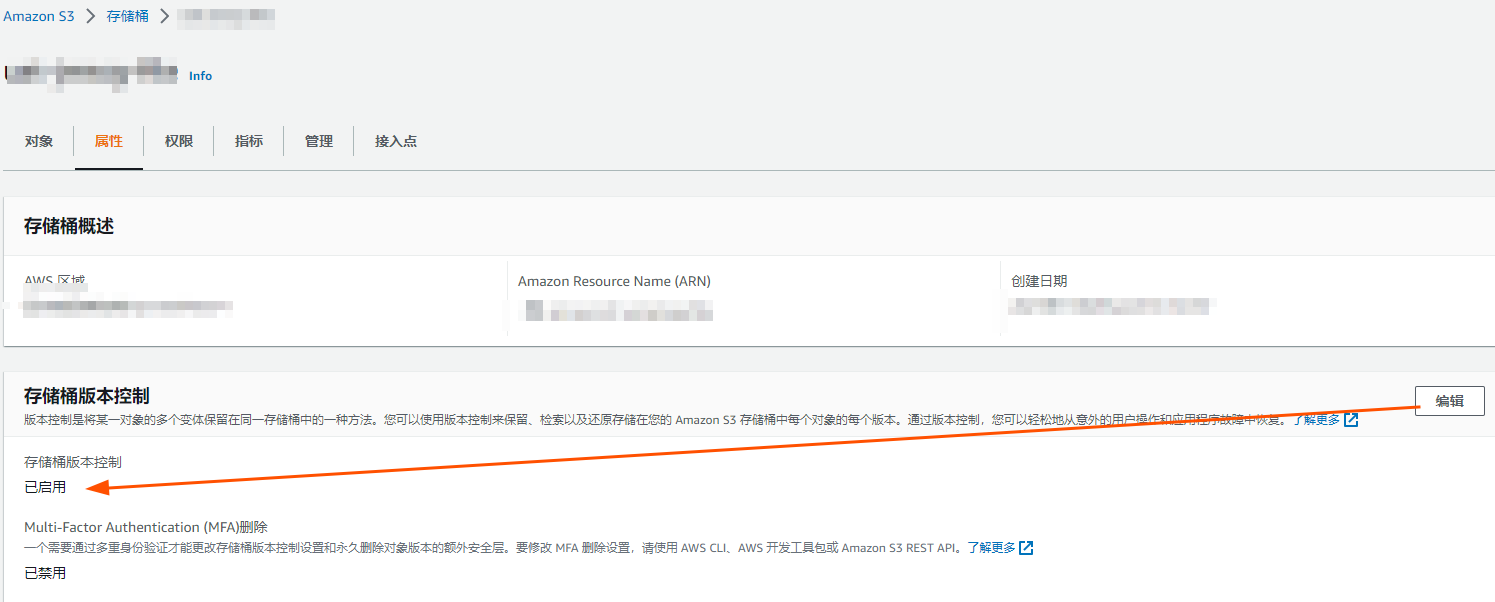 Amazon S3 > 存储桶 >
Info
对象 属性 权限 指标 管理 接入点
存储桶概述
AWS 区域 Amazon Resource Name (ARN) 创建日期
存储桶版本控制
编辑
版本控制是将某一对象的多个变体保留在同一存储桶中的一种方法。您可以使用版本控制来保留、检索以及还原存储在您的 Amazon S3 存储桶中每个对象的每个版本。通过版本控制，您可以轻松地从意外的用户操作和应用程序故障中恢复。了解更多
存储桶版本控制
已启用
Multi-Factor Authentication (MFA)删除
一个需要通过多重身份验证才能更改存储桶版本控制设置和永久删除对象版本的额外安全层。要修改 MFA 删除设置，请使用 AWS CLI、AWS 开发工具包或 Amazon S3 REST API。了解更多
已禁用